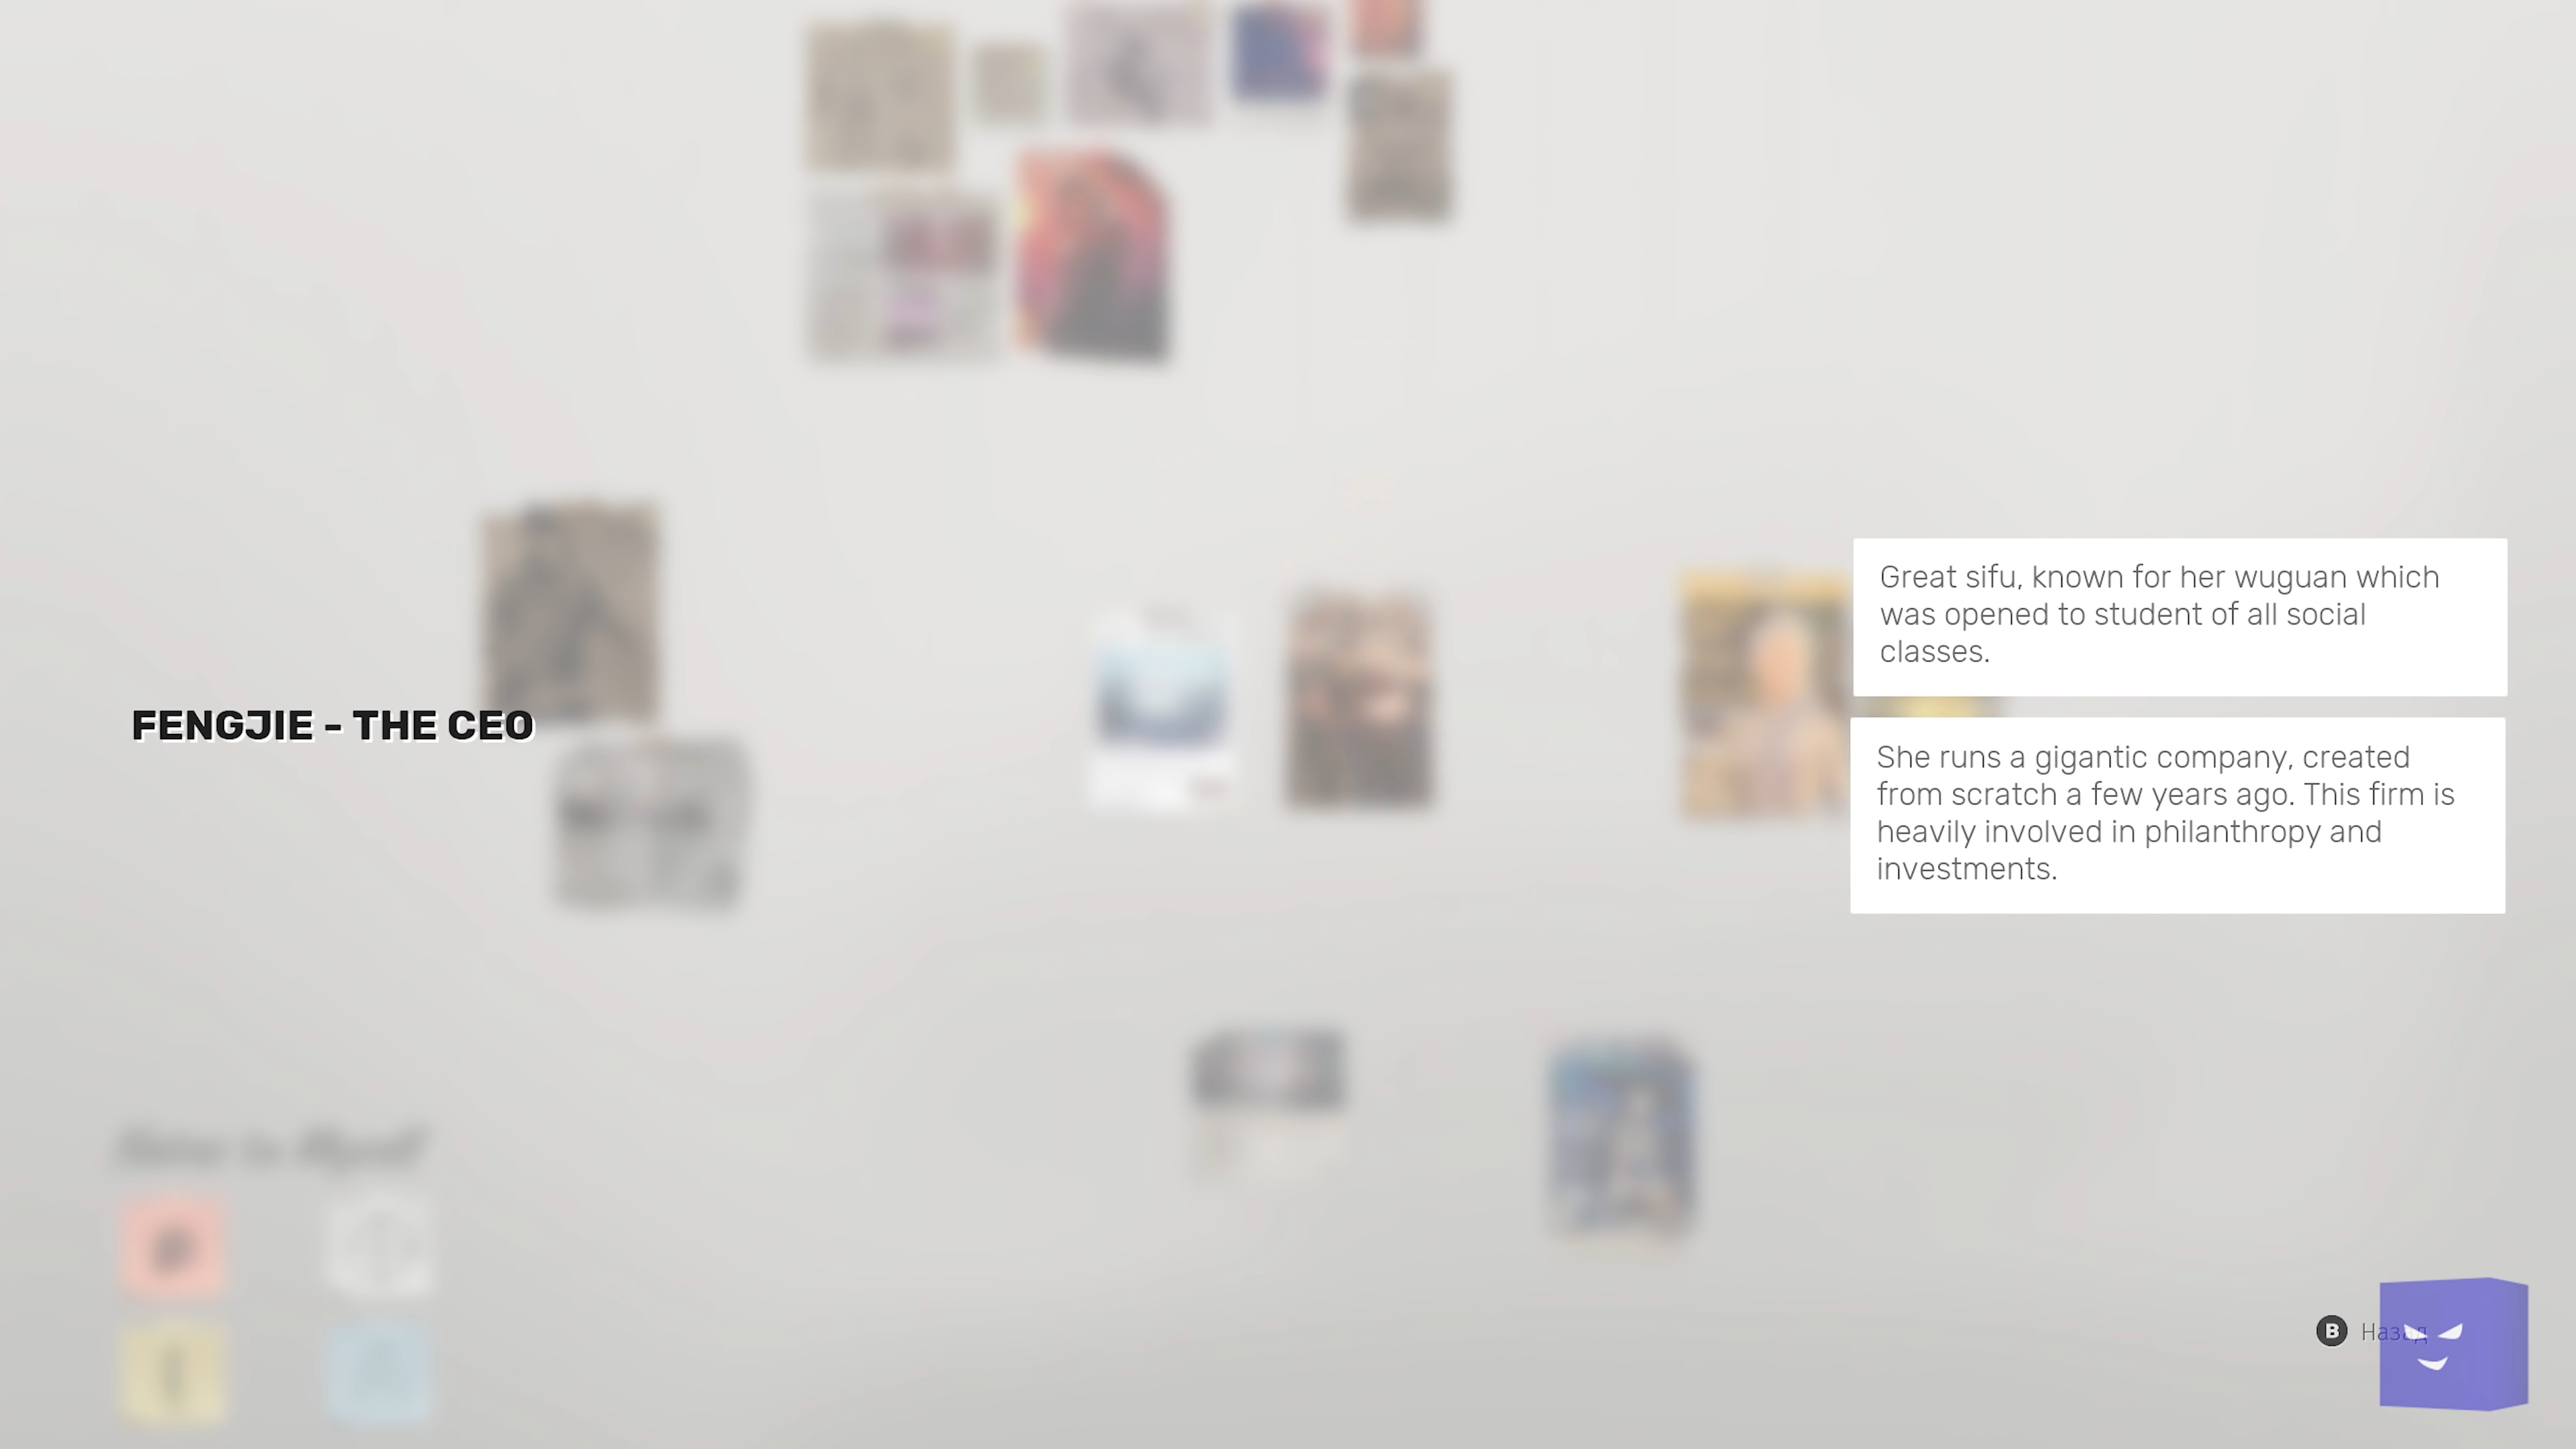 FENGJIE - THE CEO
Great sifu, known for her wuguan which
was opened to student of all social
classes.
She runs a gigantic company, created
from scratch a few years ago. This firm is
heavily involved in philanthropy and
investments.
B Назад